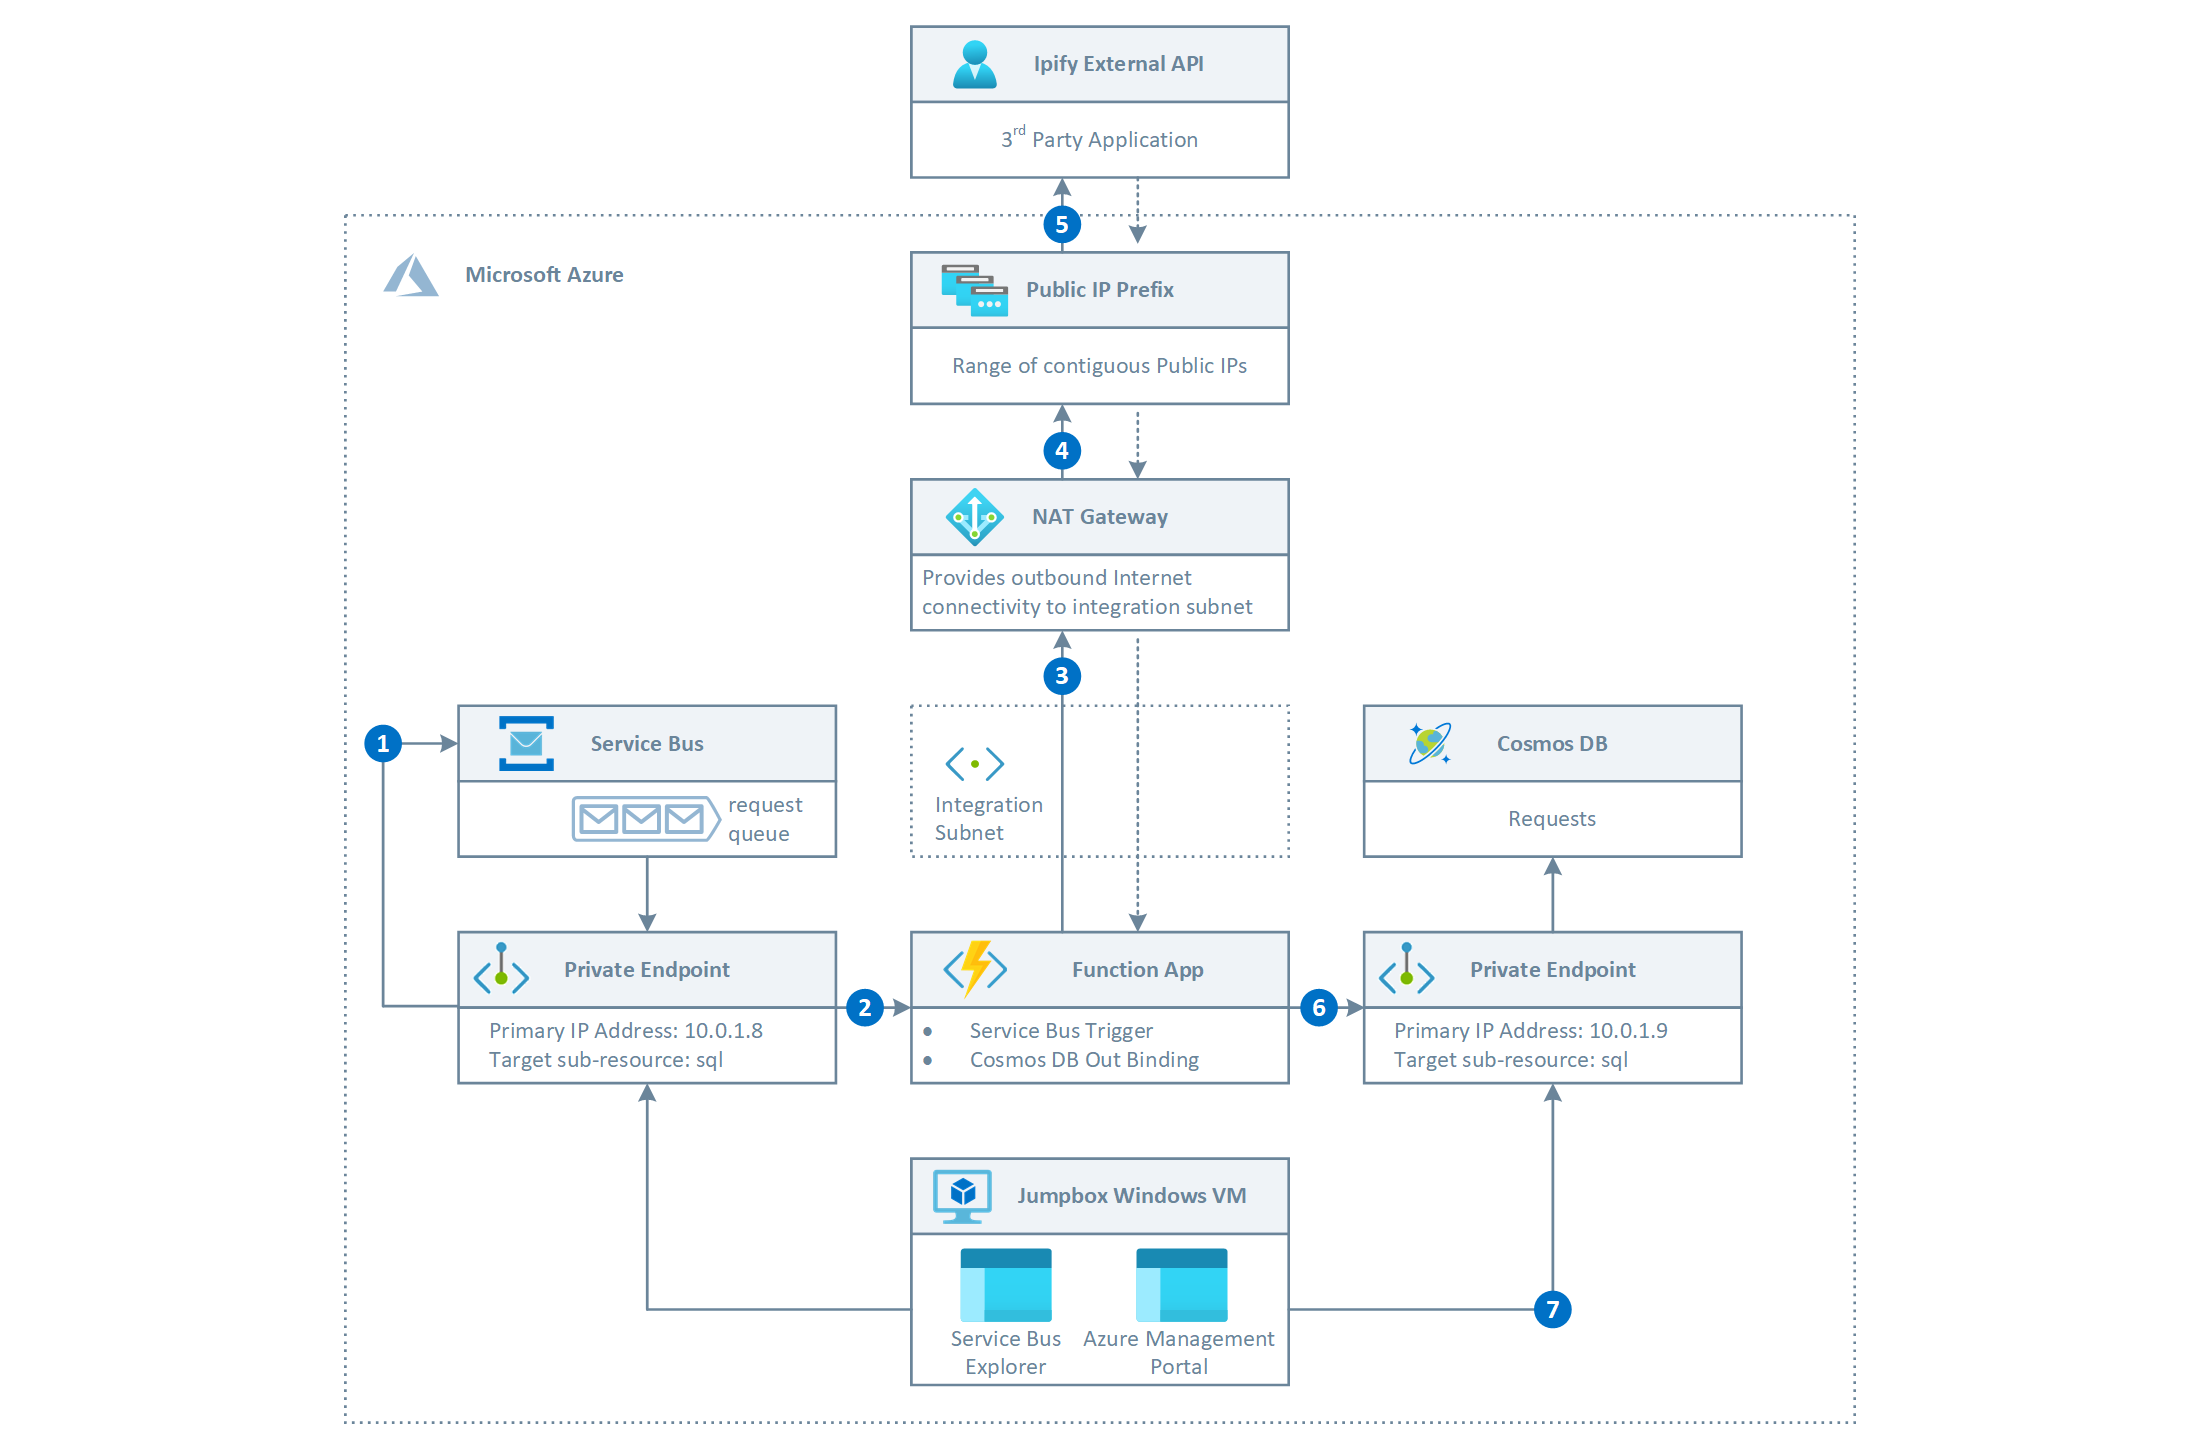 Ipify External API
3rd Party Application
5
Microsoft Azure
Public IP Prefix
Range of contiguous Public IPs
4
NAT Gateway
Provides outbound Internet
connectivity to integration subnet
3
1
Service Bus
request
queue
Integration
Subnet
Cosmos DB
Requests
Private Endpoint
Primary IP Address: 10.0.1.8
Target sub-resource: sql
2
Function App
• Service Bus Trigger
• Cosmos DB Out Binding
6
Private Endpoint
Primary IP Address: 10.0.1.9
Target sub-resource: sql
Jumpbox Windows VM
Service Bus
Explorer
Azure Management
Portal
7